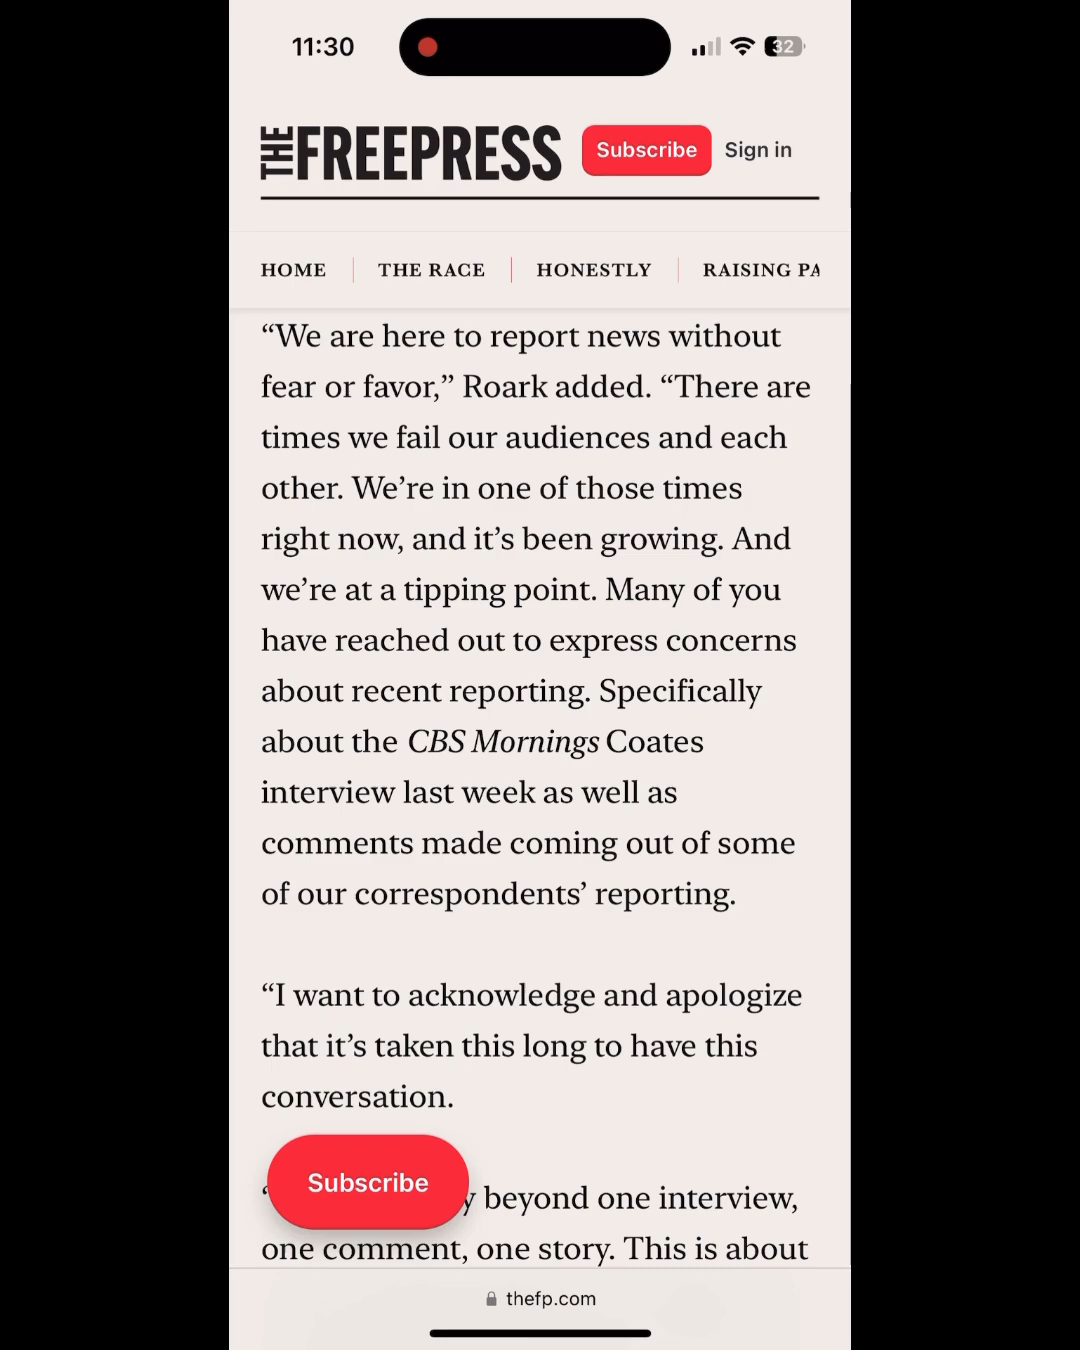 11:30
32
THE FREEPRESS
Subscribe
Sign in
HOME
THE RACE
HONESTLY
RAISING PA
“We are here to report news without
fear or favor,” Roark added. “There are
times we fail our audiences and each
other. We’re in one of those times
right now, and it’s been growing. And
we’re at a tipping point. Many of you
have reached out to express concerns
about recent reporting. Specifically
about the CBS Mornings Coates
interview last week as well as
comments made coming out of some
of our correspondents’ reporting.
“I want to acknowledge and apologize
that it’s taken this long to have this
conversation.
Subscribe
y beyond one interview,
one comment, one story. This is about
thefp.com